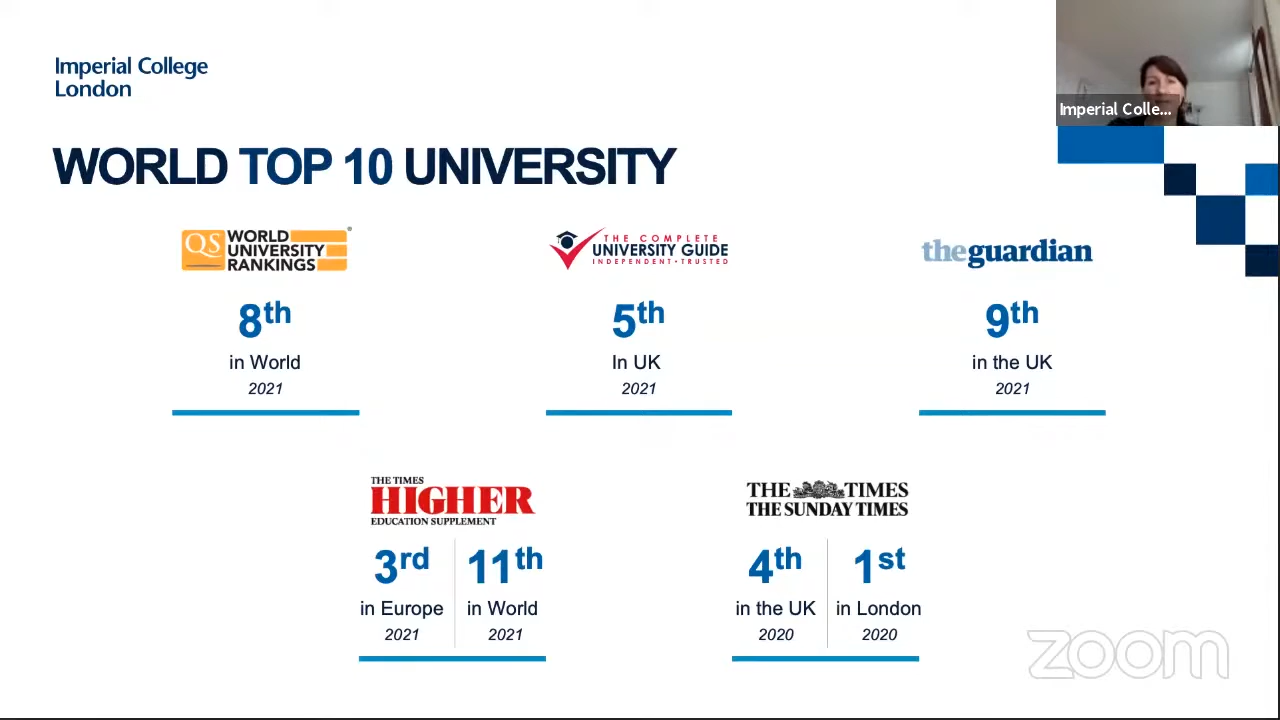 Imperial College
London
Imperial Colle...
WORLD TOP 10 UNIVERSITY
QS WORLD
UNIVERSITY
RANKINGS
8th
in World
2021
THE COMPLETE
UNIVERSITY GUIDE
INDEPENDENT • TRUSTED
5th
In UK
2021
theguardian
9th
in the UK
2021
THE TIMES
HIGHER
EDUCATION SUPPLEMENT
3rd
in Europe
2021
11th
in World
2021
THE TIMES
THE SUNDAY TIMES
4th
in the UK
2020
1st
in London
2020
zoom